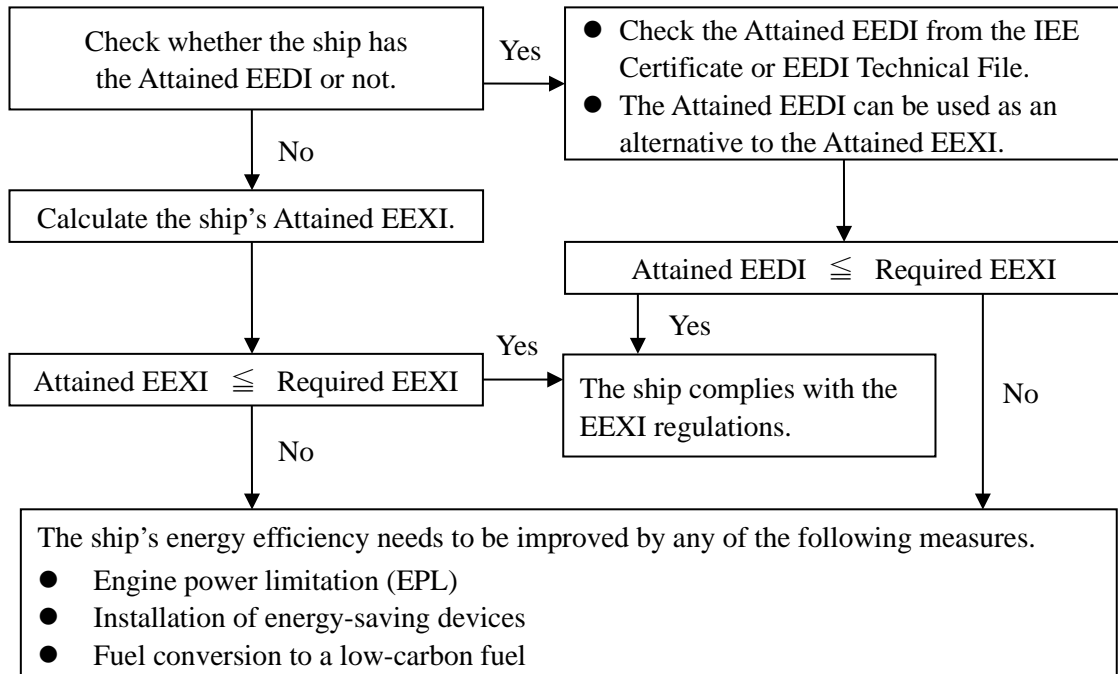 Check whether the ship has
the Attained EEDI or not.
Yes
● Check the Attained EEDI from the IEE
Certificate or EEDI Technical File.
● The Attained EEDI can be used as an
alternative to the Attained EEXI.
No
Calculate the ship's Attained EEXI.
Attained EEDI ≦ Required EEXI
Yes
Attained EEXI ≦ Required EEXI
Yes
The ship complies with the
EEXI regulations.
No
No
The ship's energy efficiency needs to be improved by any of the following measures.
● Engine power limitation (EPL)
● Installation of energy-saving devices
● Fuel conversion to a low-carbon fuel